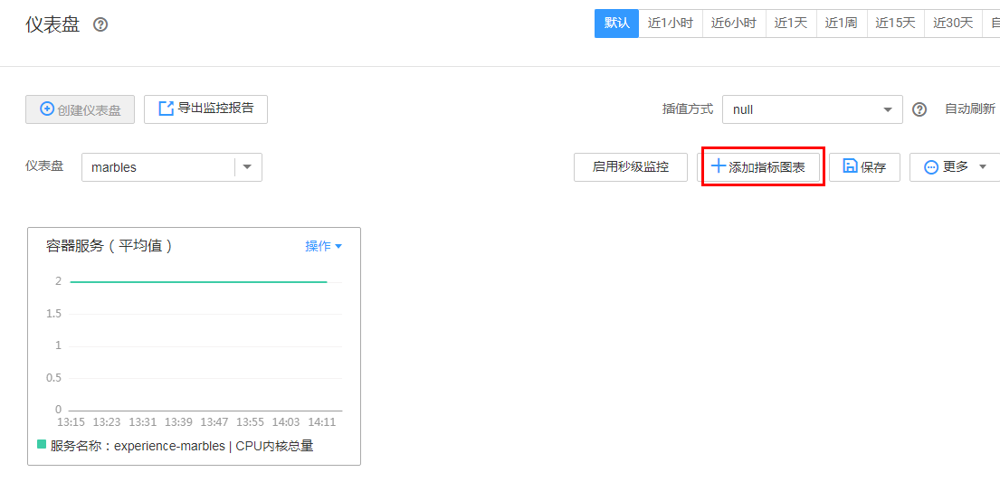 仪表盘
默认 近1小时 近6小时 近1天 近1周 近15天 近30天 自
创建仪表盘 导出监控报告 插值方式 null 自动刷新
仪表盘 marbles 启用秒级监控 添加指标图表 保存 更多
容器服务（平均值） 操作
2
1.5
1
0.5
0
13:15 13:23 13:31 13:39 13:47 13:55 14:03 14:11
服务名称：experience-marbles | CPU内核总量